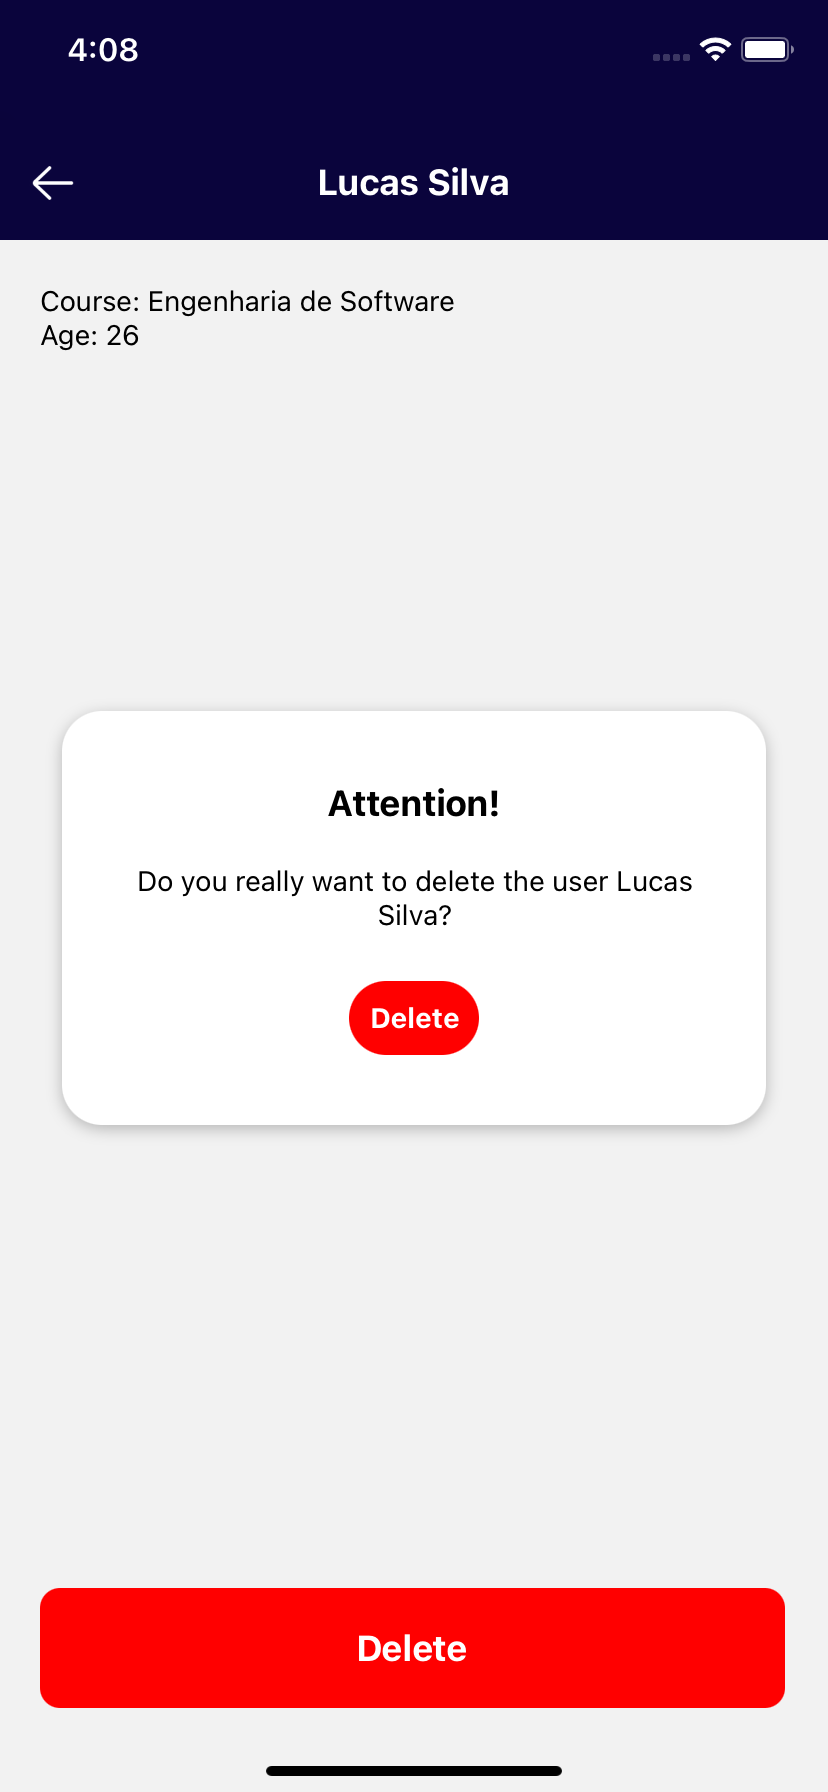 4:08
Lucas Silva
Course: Engenharia de Software
Age: 26
Attention!
Do you really want to delete the user Lucas
Silva?
Delete
Delete